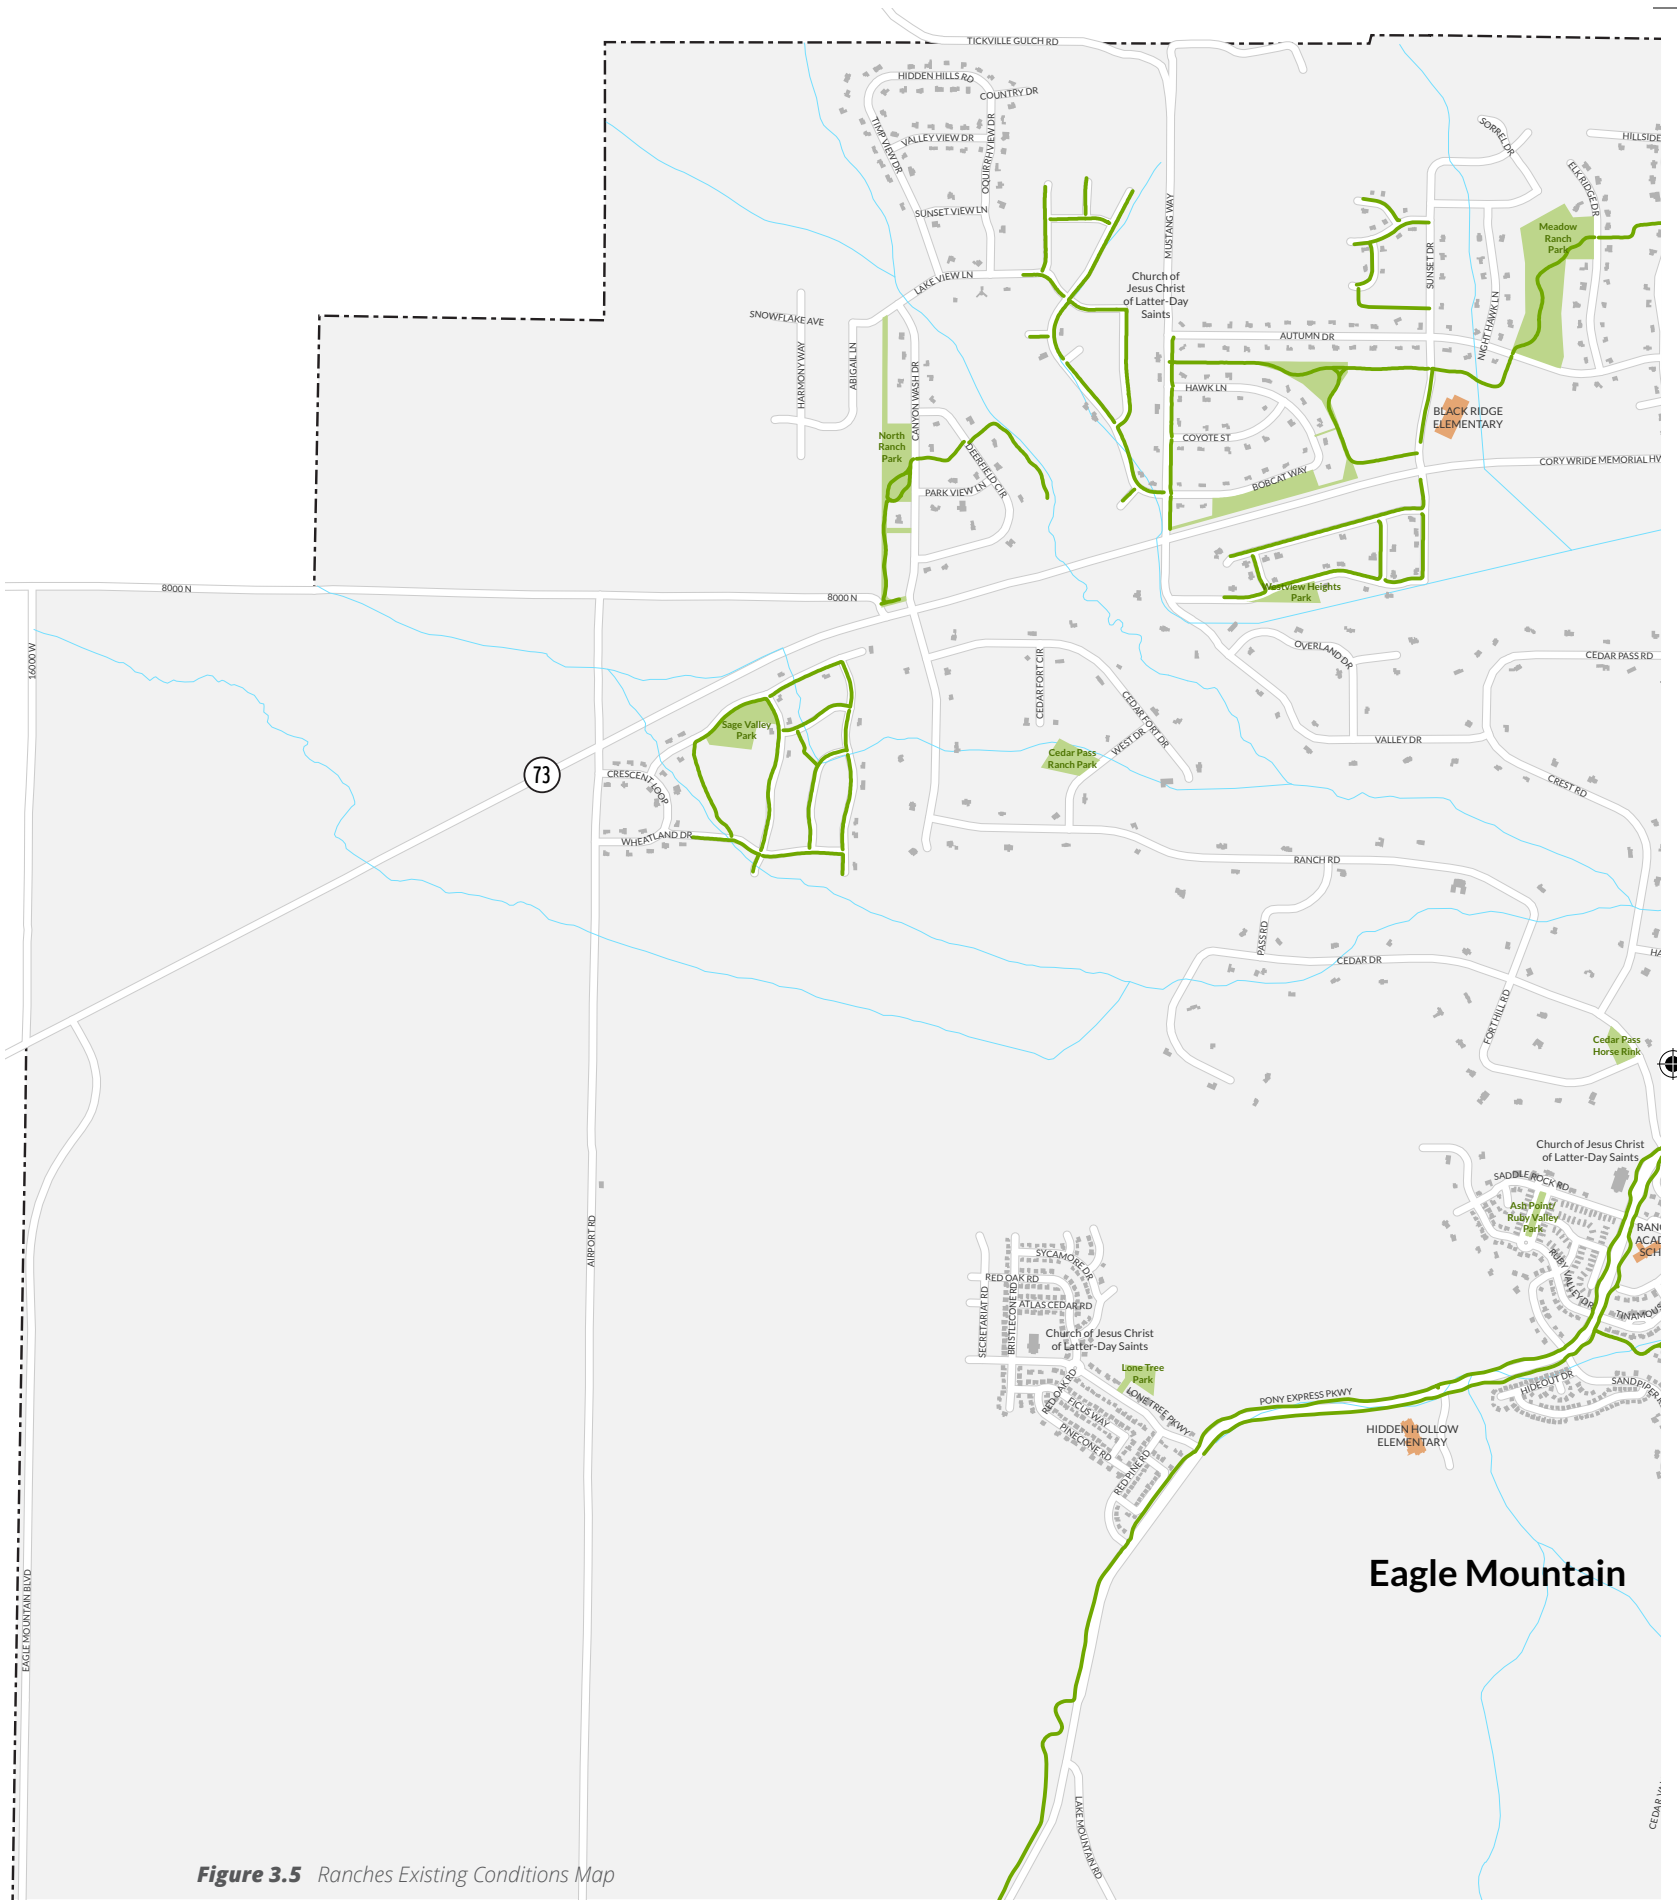 TICKVILLE GULCH RD
HIDDEN HILLS RD
COUNTRY DR
TIMP VIEW DR
VALLEY VIEW DR
OQUIRRH VIEW DR
SUNSET VIEW LN
LAKE VIEW LN
MUSTANG WAY
SORREL DR
HILLSIDE
ELK RIDGE DR
Meadow
Ranch
Park
SUNSET DR
NIGHT HAWK LN
Church of
Jesus Christ
of Latter-Day
Saints
SNOWFLAKE AVE
HARMONY WAY
ABIGAIL LN
CANYON WASH DR
AUTUMN DR
HAWK LN
COYOTE ST
BOBCAT WAY
BLACK RIDGE
ELEMENTARY
CORY WRIDE MEMORIAL HW
North
Ranch
Park
DEERFIELD CIR
PARK VIEW LN
Westview Heights
Park
8000 N
8000 N
16000 W
OVERLAND DR
CEDAR PASS RD
CEDAR FORT CIR
CEDAR FORT DR
WEST DR
VALLEY DR
Sage Valley
Park
Cedar Pass
Ranch Park
73
CRESCENT LOOP
CREST RD
WHEATLAND DR
RANCH RD
PASS RD
CEDAR DR
HA
FORT HILL RD
Cedar Pass
Horse Rink
Church of Jesus Christ
of Latter-Day Saints
SADDLE ROCK RD
Ash Point/
Ruby Valley
Park
RANC
ACAD
SCH
AIRPORT RD
RUBY VALLEY DR
TINAMOUS
SYCAMORE DR
RED OAK RD
ATLAS CEDAR RD
SECRETARIAT RD
BRISTLECONE RD
Church of Jesus Christ
of Latter-Day Saints
Lone Tree
Park
RED OAK RD
LONE TREE PKWY
FICUS WAY
PINECONE RD
RED PINE RD
PONY EXPRESS PKWY
HIDEOUT DR
SANDPIPER R
HIDDEN HOLLOW
ELEMENTARY
Eagle Mountain
EAGLE MOUNTAIN BLVD
LAKE MOUNTAIN RD
CEDAR VA
Figure 3.5 Ranches Existing Conditions Map